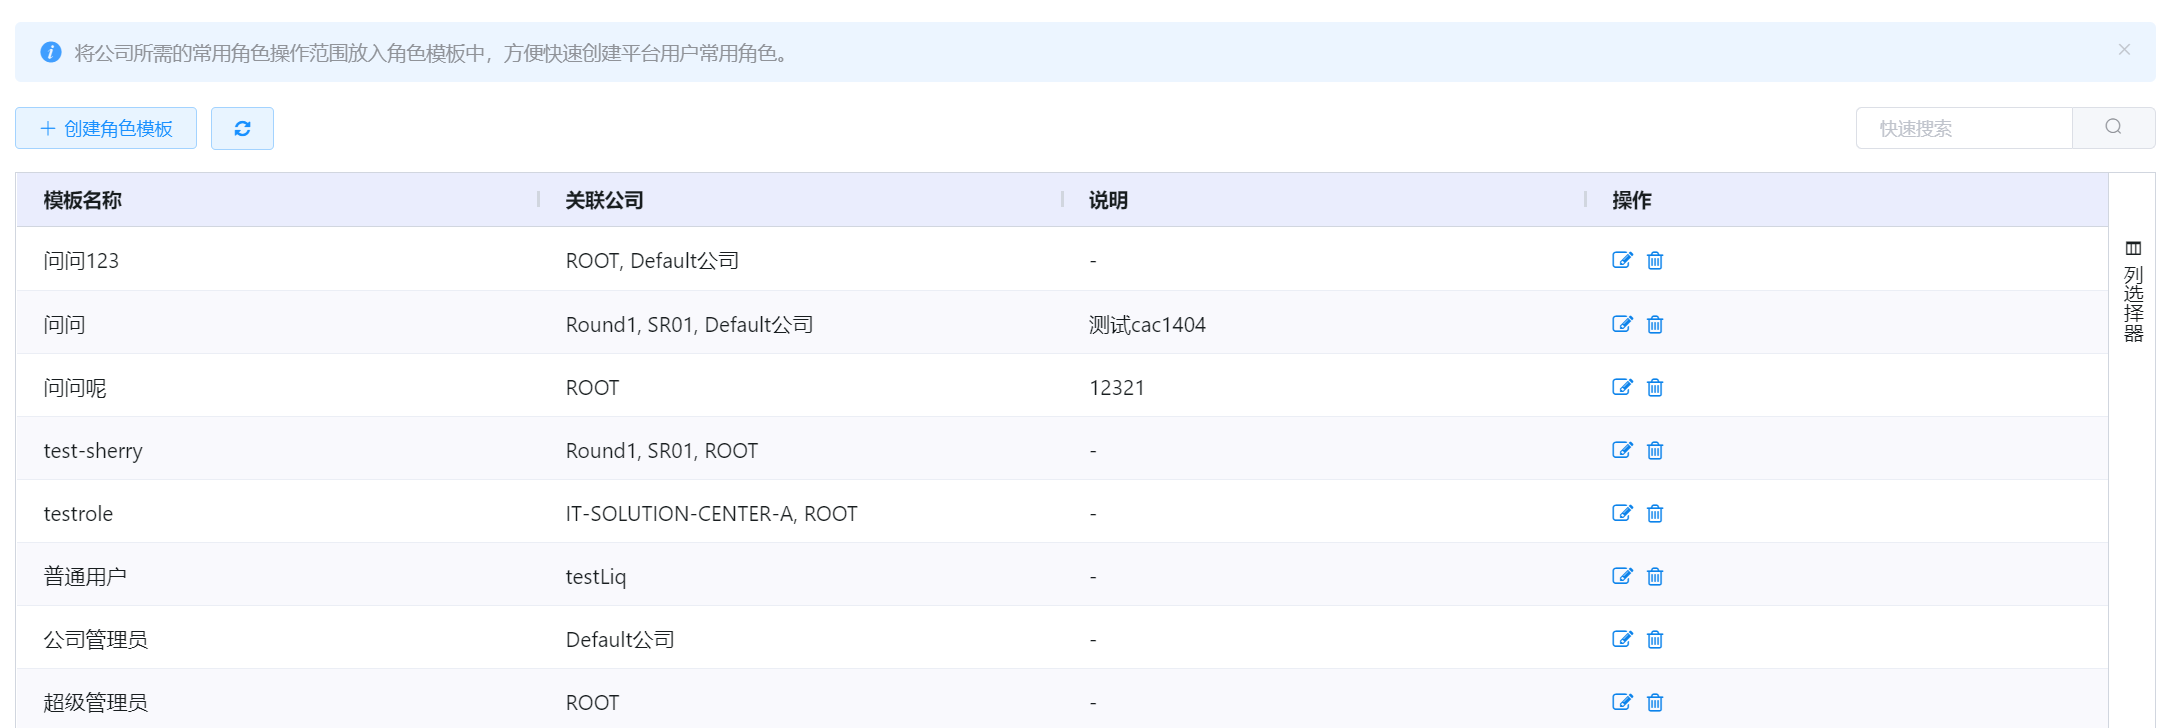 将公司所需的常用角色操作范围放入角色模板中，方便快速创建平台用户常用角色。
创建角色模板
快速搜索
模板名称 关联公司 说明 操作
问问123 ROOT, Default公司 -
问问 Round1, SR01, Default公司 测试cac1404
问问呢 ROOT 12321
test-sherry Round1, SR01, ROOT -
testrole IT-SOLUTION-CENTER-A, ROOT -
普通用户 testLiq -
公司管理员 Default公司 -
超级管理员 ROOT -
列选择器